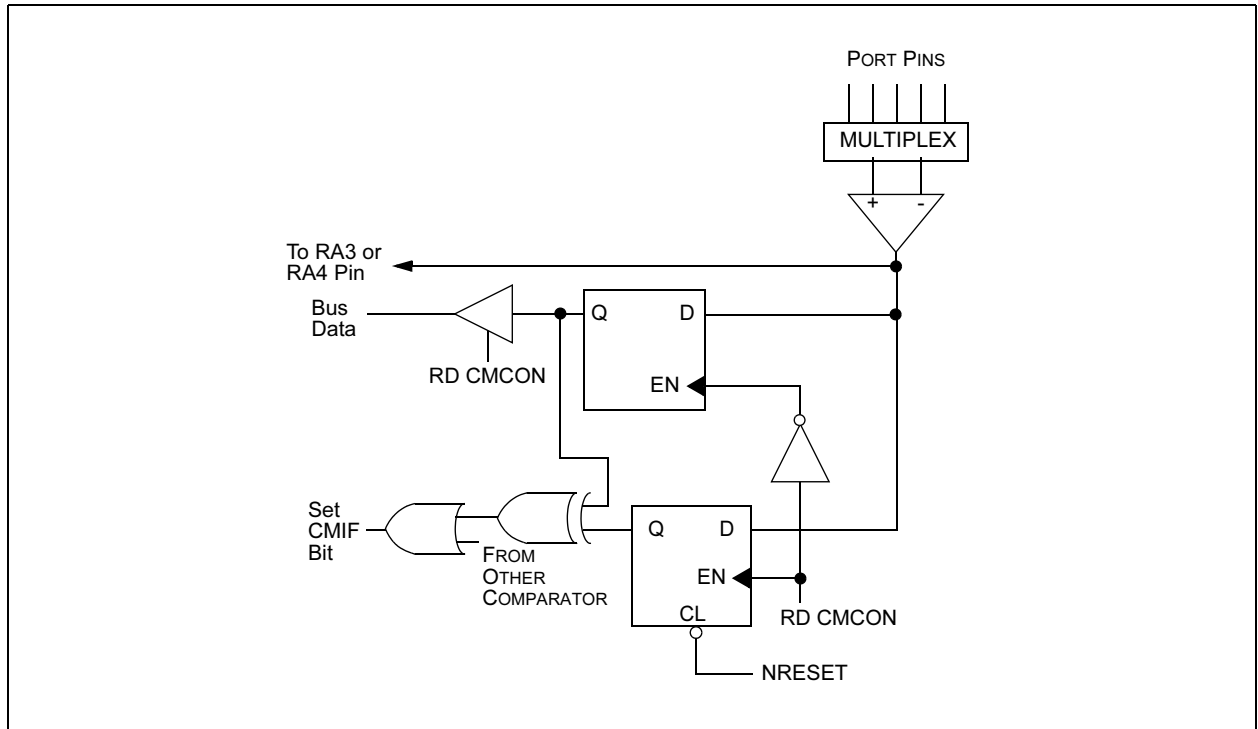 PORT PINS
MULTIPLEX
+ -
To RA3 or
RA4 Pin
Bus
Data
Q D
EN
RD CMCON
Set
CMIF
Bit
FROM
OTHER
COMPARATOR
Q D
EN
CL
RD CMCON
NRESET